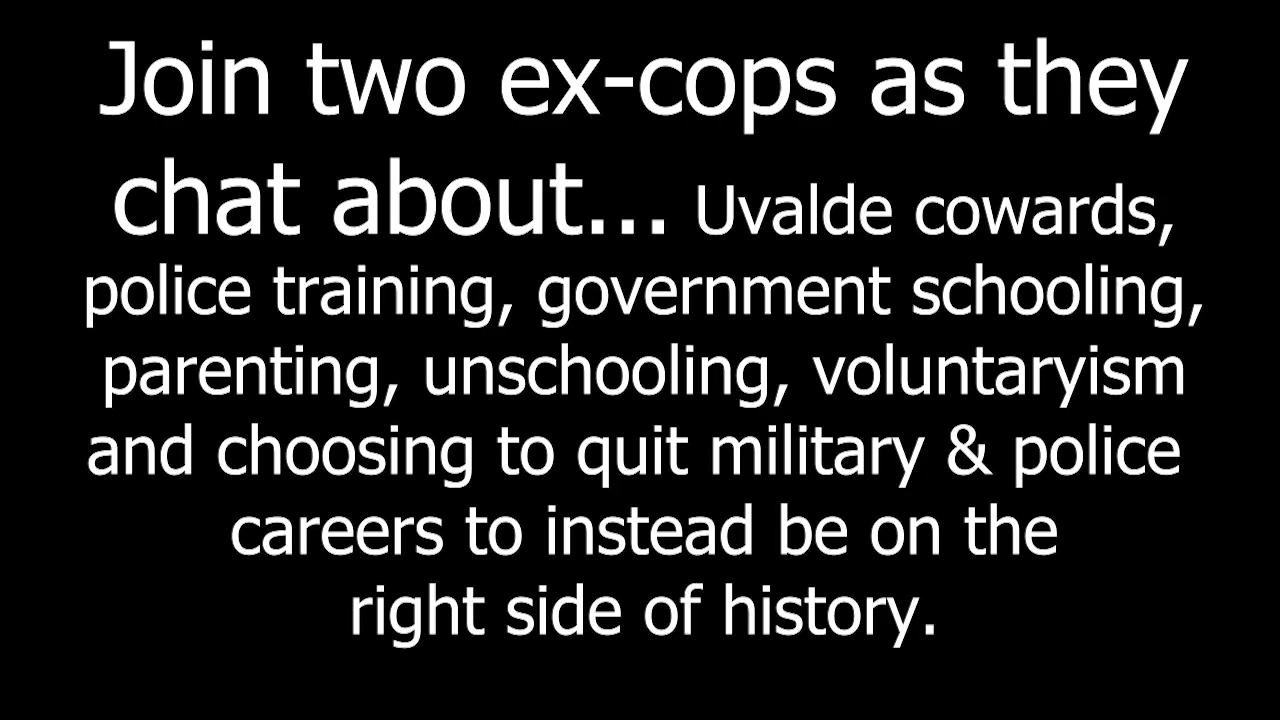 Join two ex-cops as they
chat about... Uvalde cowards,
police training, government schooling,
parenting, unschooling, voluntaryism
and choosing to quit military & police
careers to instead be on the
right side of history.